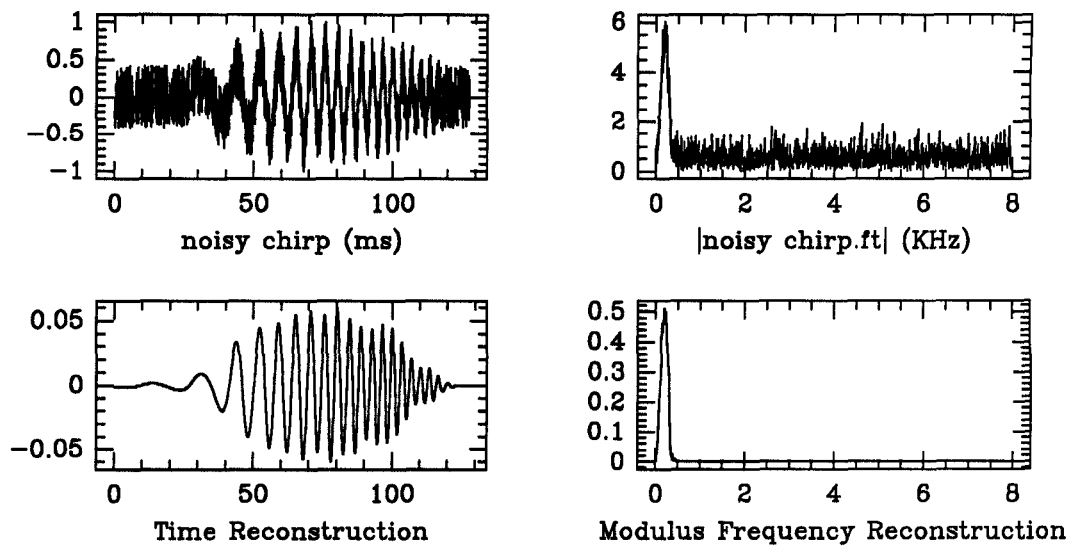 1
0.5
0
−0.5
−1
0 50 100
noisy chirp (ms)
6
4
2
0
0 2 4 6 8
|noisy chirp.ft| (KHz)
0.05
0
−0.05
0 50 100
Time Reconstruction
0.5
0.4
0.3
0.2
0.1
0
0 2 4 6 8
Modulus Frequency Reconstruction